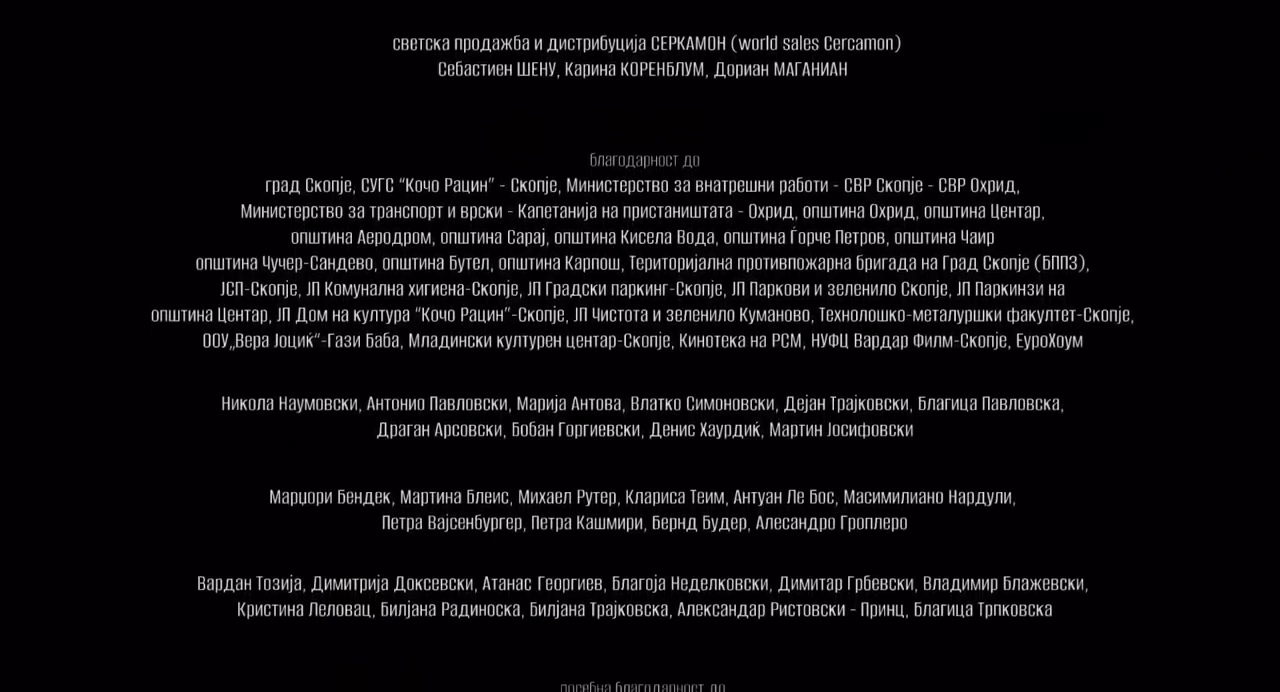 светска продажба и дистрибуција СЕРКАМОН (world sales Cercamon)
Себастиен ШЕНУ, Карина КОРЕНБЛУМ, Дориан МАГАНИАН
благодарност до
град Скопје, СУГС “Кочо Рацин” - Скопје, Министерство за внатрешни работи - СВР Скопје - СВР Охрид,
Министерство за транспорт и врски - Капетанија на пристаништата - Охрид, општина Охрид, општина Центар,
општина Аеродром, општина Сарај, општина Кисела Вода, општина Ѓорче Петров, општина Чаир
општина Чучер-Сандево, општина Бутел, општина Карпош, Територијална противпожарна бригада на Град Скопје (БППЗ),
ЈСП-Скопје, ЈП Комунална хигиена-Скопје, ЈП Градски паркинг-Скопје, ЈП Паркови и зеленило Скопје, ЈП Паркинзи на
општина Центар, ЈП Дом на култура “Кочо Рацин”-Скопје, ЈП Чистота и зеленило Куманово, Технолошко-металуршки факултет-Скопје,
ООУ„Вера Јоциќ“-Гази Баба, Младински културен центар-Скопје, Кинотека на РСМ, НУФЦ Вардар Филм-Скопје, ЕуроХоум
Никола Наумовски, Антонио Павловски, Марија Антова, Влатко Симоновски, Дејан Трајковски, Благица Павловска,
Драган Арсовски, Бобан Горгиевски, Денис Хаурдиќ, Мартин Јосифовски
Марџори Бендек, Мартина Блеис, Михаел Рутер, Клариса Теим, Антуан Ле Бос, Масимилиано Нардули,
Петра Вајсенбургер, Петра Кашмири, Бернд Будер, Алесандро Гроплеро
Вардан Тозија, Димитрија Доксевски, Атанас Георгиев, Благоја Неделковски, Димитар Грбевски, Владимир Блажевски,
Кристина Леловац, Билјана Радиноска, Билјана Трајковска, Александар Ристовски - Принц, Благица Трпковска
посебна благодарност до